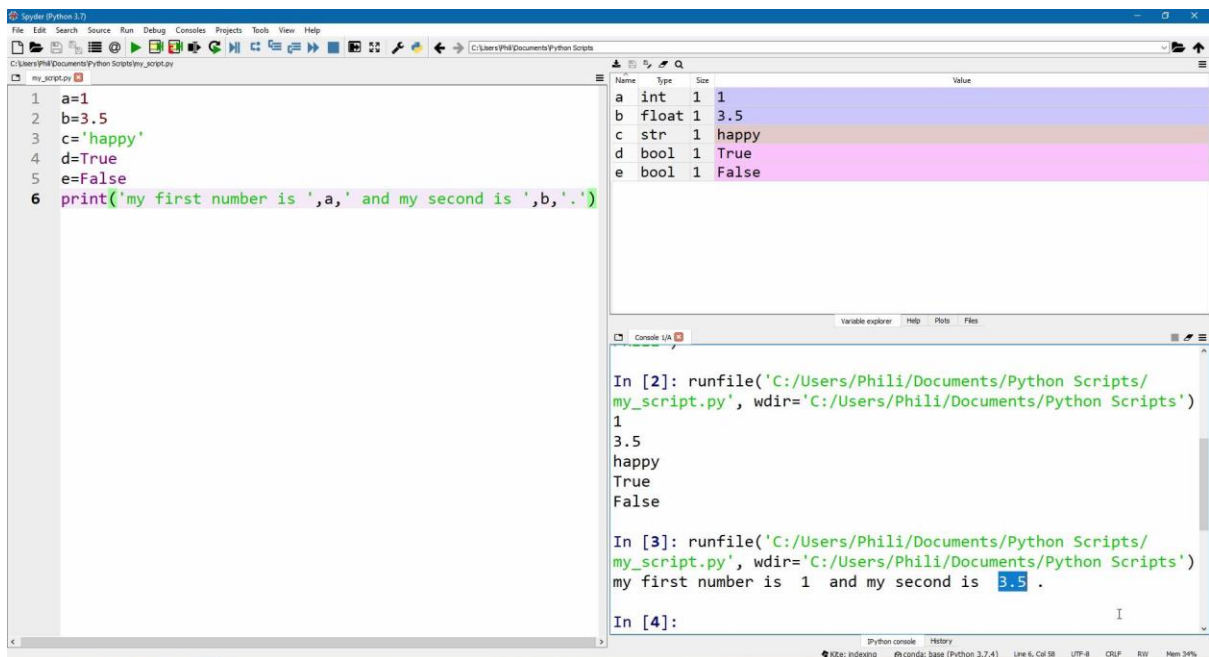 Spyder (Python 3.7)
File Edit Search Source Run Debug Consoles Projects Tools View Help
C:\Users\Phili\Documents\Python Scripts
C:\Users\Phili\Documents\Python Scripts\my_script.py
my_script.py
1 a=1
2 b=3.5
3 c='happy'
4 d=True
5 e=False
6 print('my first number is ',a,' and my second is ',b,'.')
Name Type Size Value
a int 1 1
b float 1 3.5
c str 1 happy
d bool 1 True
e bool 1 False
Variable explorer Help Plots Files
Console 1/A
In [2]: runfile('C:/Users/Phili/Documents/Python Scripts/
my_script.py', wdir='C:/Users/Phili/Documents/Python Scripts')
1
3.5
happy
True
False
In [3]: runfile('C:/Users/Phili/Documents/Python Scripts/
my_script.py', wdir='C:/Users/Phili/Documents/Python Scripts')
my first number is  1  and my second is  3.5 .
In [4]:
IPython console History
Kite: indexing conda: base (Python 3.7.4) Line 6, Col 58 UTF-8 CRLF RW Mem 34%